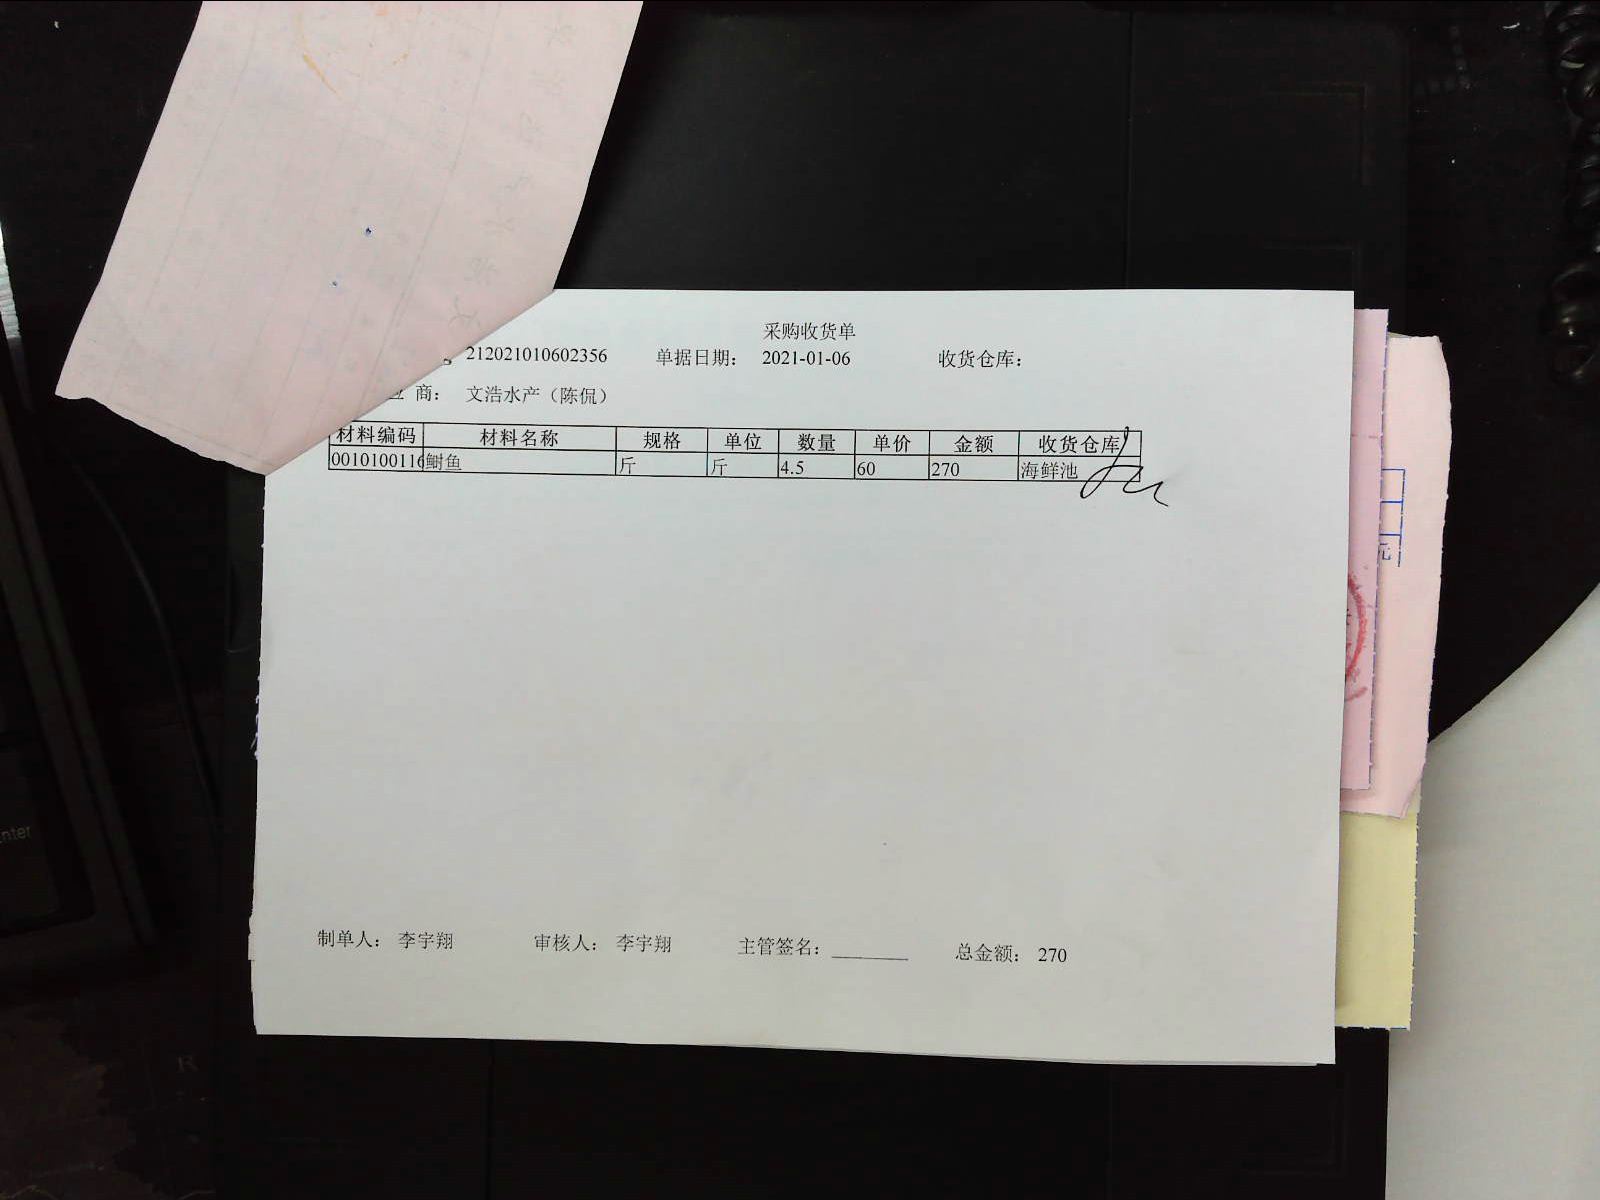 采购收货单
212021010602356 单据日期： 2021-01-06 收货仓库：
商： 文浩水产（陈侃）
材料编码 材料名称 规格 单位 数量 单价 金额 收货仓库
0010100116 鲥鱼 斤 斤 4.5 60 270 海鲜池
元
制单人： 李宇翔 审核人： 李宇翔 主管签名： 总金额： 270
nter
R